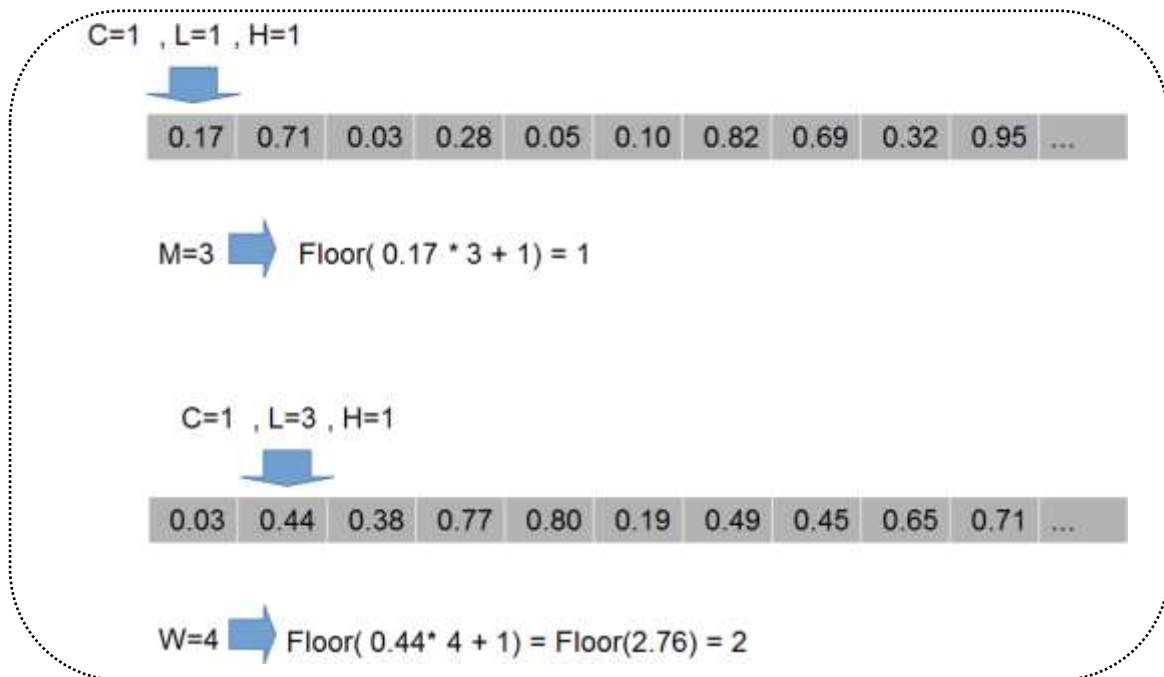 C=1 , L=1 , H=1
0.17 0.71 0.03 0.28 0.05 0.10 0.82 0.69 0.32 0.95 ...
M=3 Floor( 0.17 * 3 + 1) = 1
C=1 , L=3 , H=1
0.03 0.44 0.38 0.77 0.80 0.19 0.49 0.45 0.65 0.71 ...
W=4 Floor( 0.44* 4 + 1) = Floor(2.76) = 2